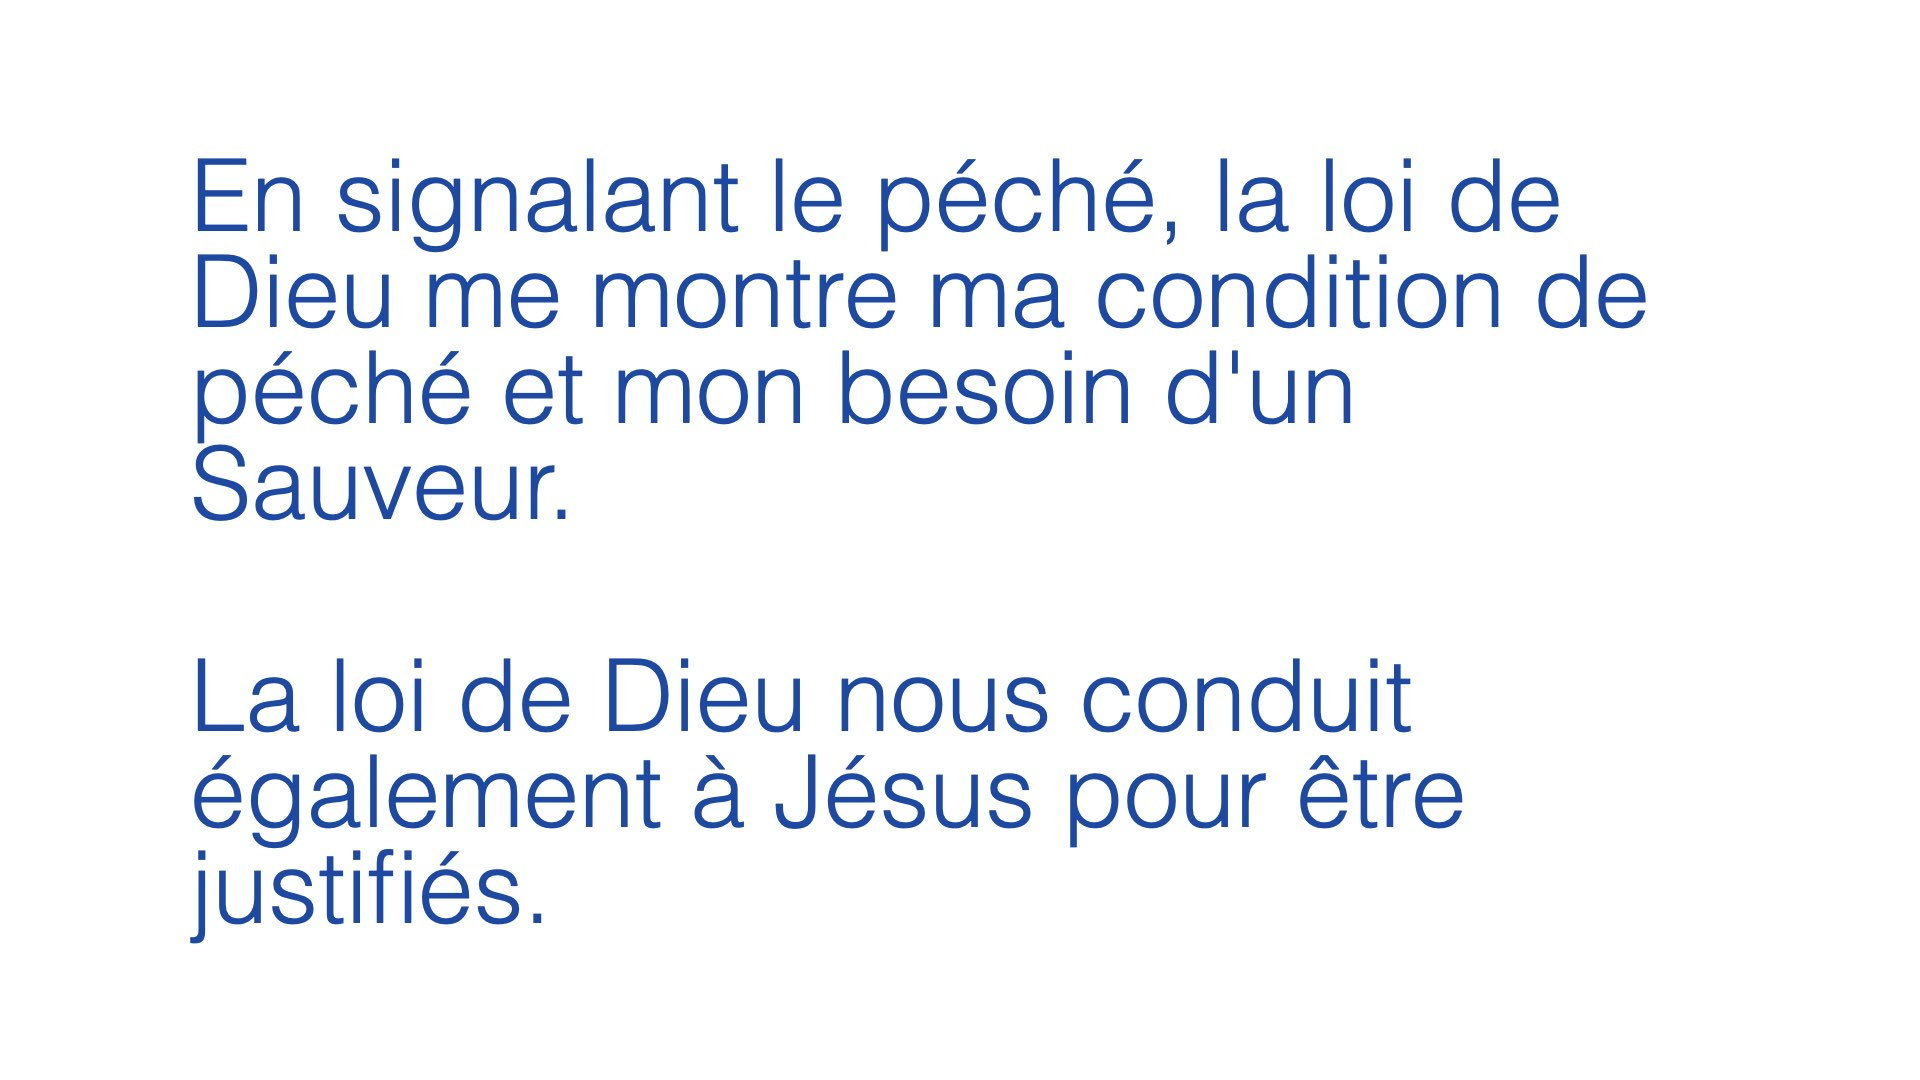 En signalant le péché, la loi de
Dieu me montre ma condition de
péché et mon besoin d'un
Sauveur.
La loi de Dieu nous conduit
également à Jésus pour être
justifiés.